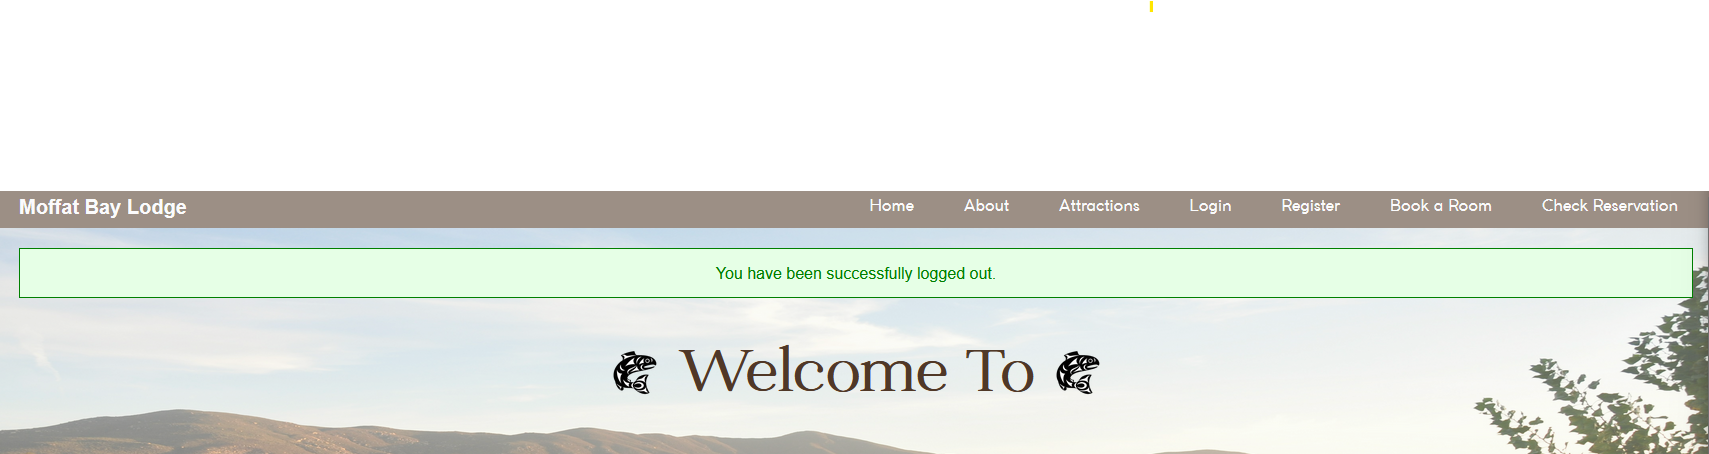 Moffat Bay Lodge
Home About Attractions Login Register Book a Room Check Reservation
You have been successfully logged out.
Welcome To